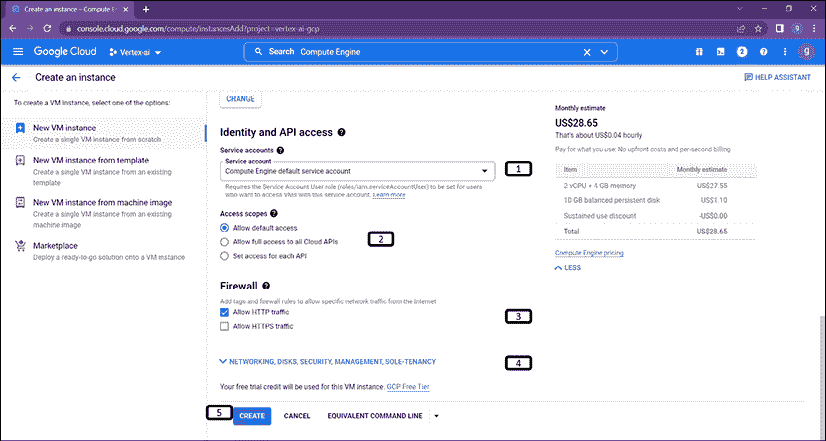 Create an instance – Compute En
console.cloud.google.com/compute/instancesAdd?project=vertex-ai-gcp
Google Cloud
Vertex-ai
Search Compute Engine
2
g
Create an instance
HELP ASSISTANT
To create a VM instance, select one of the options:
New VM instance
Create a single VM instance from scratch
New VM instance from template
Create a single VM instance from an existing
template
New VM instance from machine image
Create a single VM instance from an existing
machine image
Marketplace
Deploy a ready-to-go solution onto a VM instance
CHANGE
Identity and API access
Service accounts
Service account
Compute Engine default service account
1
Requires the Service Account User role (roles/iam.serviceAccountUser) to be set for users
who want to access VMs with this service account. Learn more
Access scopes
Allow default access
Allow full access to all Cloud APIs
2
Set access for each API
Firewall
Add tags and firewall rules to allow specific network traffic from the Internet
Allow HTTP traffic
3
Allow HTTPS traffic
NETWORKING, DISKS, SECURITY, MANAGEMENT, SOLE-TENANCY
4
Your free trial credit will be used for this VM instance. GCP Free Tier
5
CREATE
CANCEL
EQUIVALENT COMMAND LINE
Monthly estimate
US$28.65
That's about US$0.04 hourly
Pay for what you use: No upfront costs and per-second billing
Item Monthly estimate
2 vCPU + 4 GB memory US$27.55
10 GB balanced persistent disk US$1.10
Sustained use discount -US$0.00
Total US$28.65
Compute Engine pricing
LESS